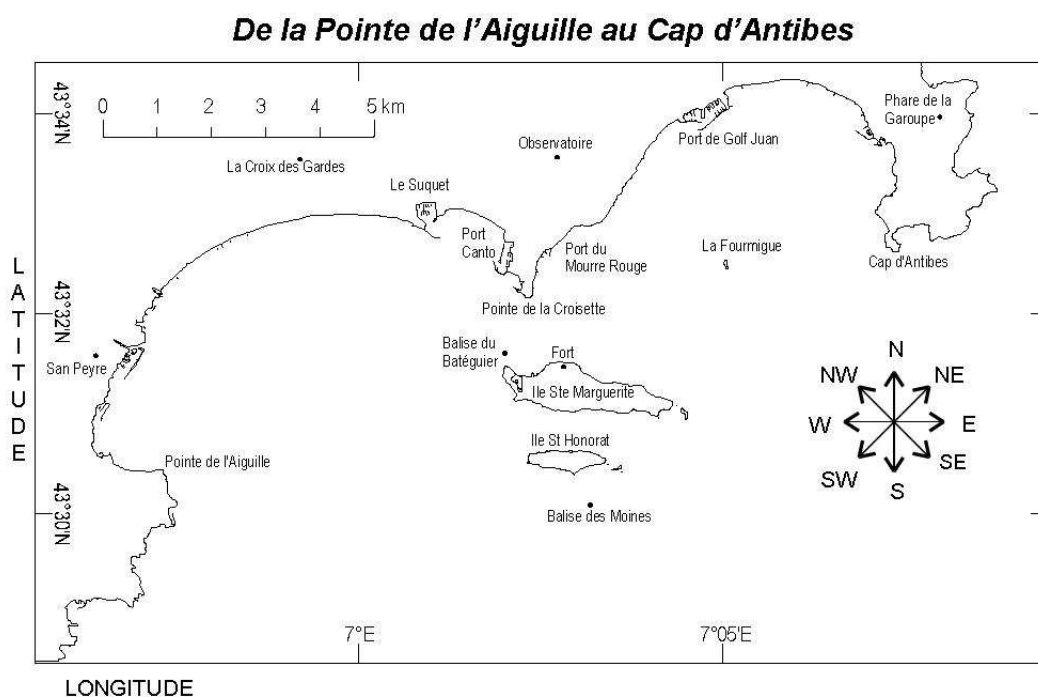 De la Pointe de l'Aiguille au Cap d'Antibes
43°34'N
0 1 2 3 4 5 km
Phare de la
Garoupe
Port de Golf Juan
Observatoire
La Croix des Gardes
Le Suquet
Port
Canto
Port du
Mourre Rouge
La Fourmigue
Cap d'Antibes
LATITUDE
43°32'N
Pointe de la Croisette
Balise du
Batéguier
Fort
San Peyre
Ile Ste Marguerite
N
NW NE
W E
SW SE
S
Ile St Honorat
Pointe de l'Aiguille
43°30'N
Balise des Moines
7°E 7°05'E
LONGITUDE